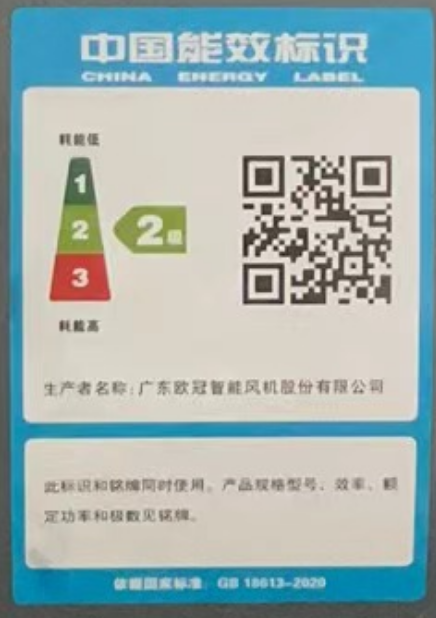 中国能效标识
CHINA ENERGY LABEL
耗能低
1
2
2级
3
耗能高
生产者名称：广东欧冠智能风机股份有限公司
此标识和铭牌同时使用。产品规格型号、效率、额
定功率和极数见铭牌。
依据国家标准：GB 18613-2020